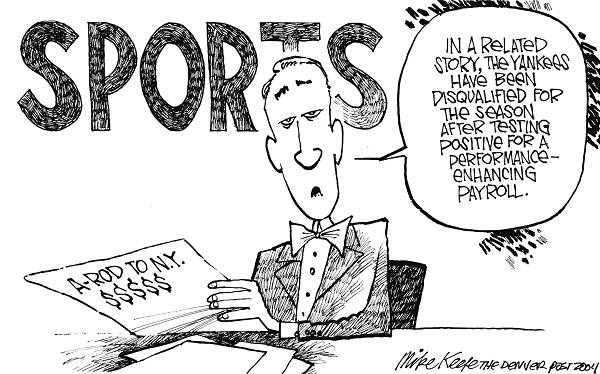 SPORTS
IN A RELATED
STORY, THE YANKEES
HAVE BEEN
DISQUALIFIED FOR
THE SEASON
AFTER TESTING
POSITIVE FOR A
PERFORMANCE-
ENHANCING
PAYROLL.
A-ROD TO N.Y.
$$$$$
Mike Keefe THE DENVER POST 2004